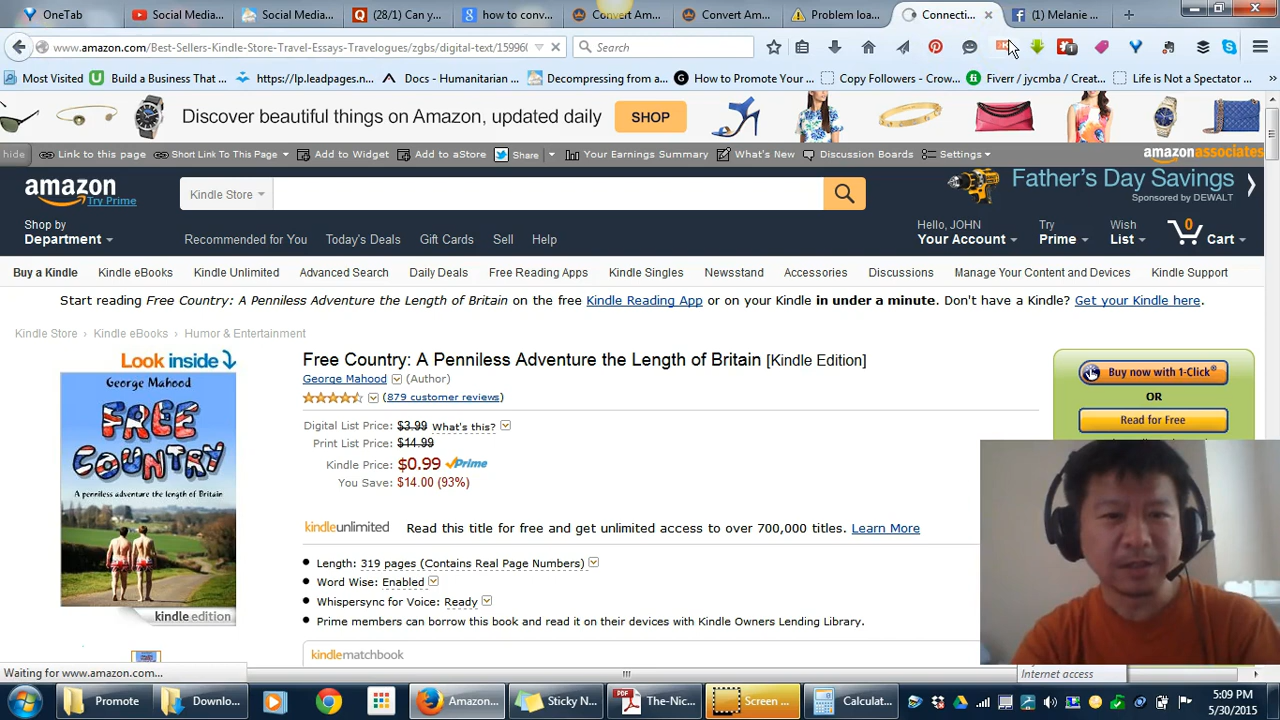 OneTab
Social Media...
Social Media...
(28/1) Can y...
how to conv...
Convert Am...
Convert Am...
Problem loa...
Connecti...
(1) Melanie ...
www.amazon.com/Best-Sellers-Kindle-Store-Travel-Essays-Travelogues/zgbs/digital-text/159960
Search
Most Visited
Build a Business That ...
https://lp.leadpages.n...
Docs - Humanitarian ...
Decompressing from a...
How to Promote Your ...
Copy Followers - Crow...
Fiverr / jycmba / Creat...
Life is Not a Spectator ...
Discover beautiful things on Amazon, updated daily
SHOP
hide
Link to this page
Short Link To This Page
Add to Widget
Add to aStore
Share
Your Earnings Summary
What's New
Discussion Boards
Settings
amazonassociates
amazon
Try Prime
Kindle Store
Father's Day Savings
Sponsored by DEWALT
Shop by
Department
Recommended for You
Today's Deals
Gift Cards
Sell
Help
Hello, JOHN
Your Account
Try
Prime
Wish
List
0
Cart
Buy a Kindle
Kindle eBooks
Kindle Unlimited
Advanced Search
Daily Deals
Free Reading Apps
Kindle Singles
Newsstand
Accessories
Discussions
Manage Your Content and Devices
Kindle Support
Start reading Free Country: A Penniless Adventure the Length of Britain on the free Kindle Reading App or on your Kindle in under a minute. Don't have a Kindle? Get your Kindle here.
Kindle Store › Kindle eBooks › Humor & Entertainment
Look inside
George Mahood
FREE
COUNTRY
A penniless adventure the length of Britain
kindle edition
Free Country: A Penniless Adventure the Length of Britain [Kindle Edition]
George Mahood (Author)
(879 customer reviews)
Digital List Price: $3.99 What's this?
Print List Price: $14.99
Kindle Price: $0.99 Prime
You Save: $14.00 (93%)
kindleunlimited Read this title for free and get unlimited access to over 700,000 titles. Learn More
Length: 319 pages (Contains Real Page Numbers)
Word Wise: Enabled
Whispersync for Voice: Ready
Prime members can borrow this book and read it on their devices with Kindle Owners Lending Library.
kindlematchbook
Buy now with 1-Click®
OR
Read for Free
Waiting for www.amazon.com...
Internet access
Promote
Downlo...
Amazon...
Sticky N...
The-Nic...
Screen ...
Calculat...
5:09 PM
5/30/2015